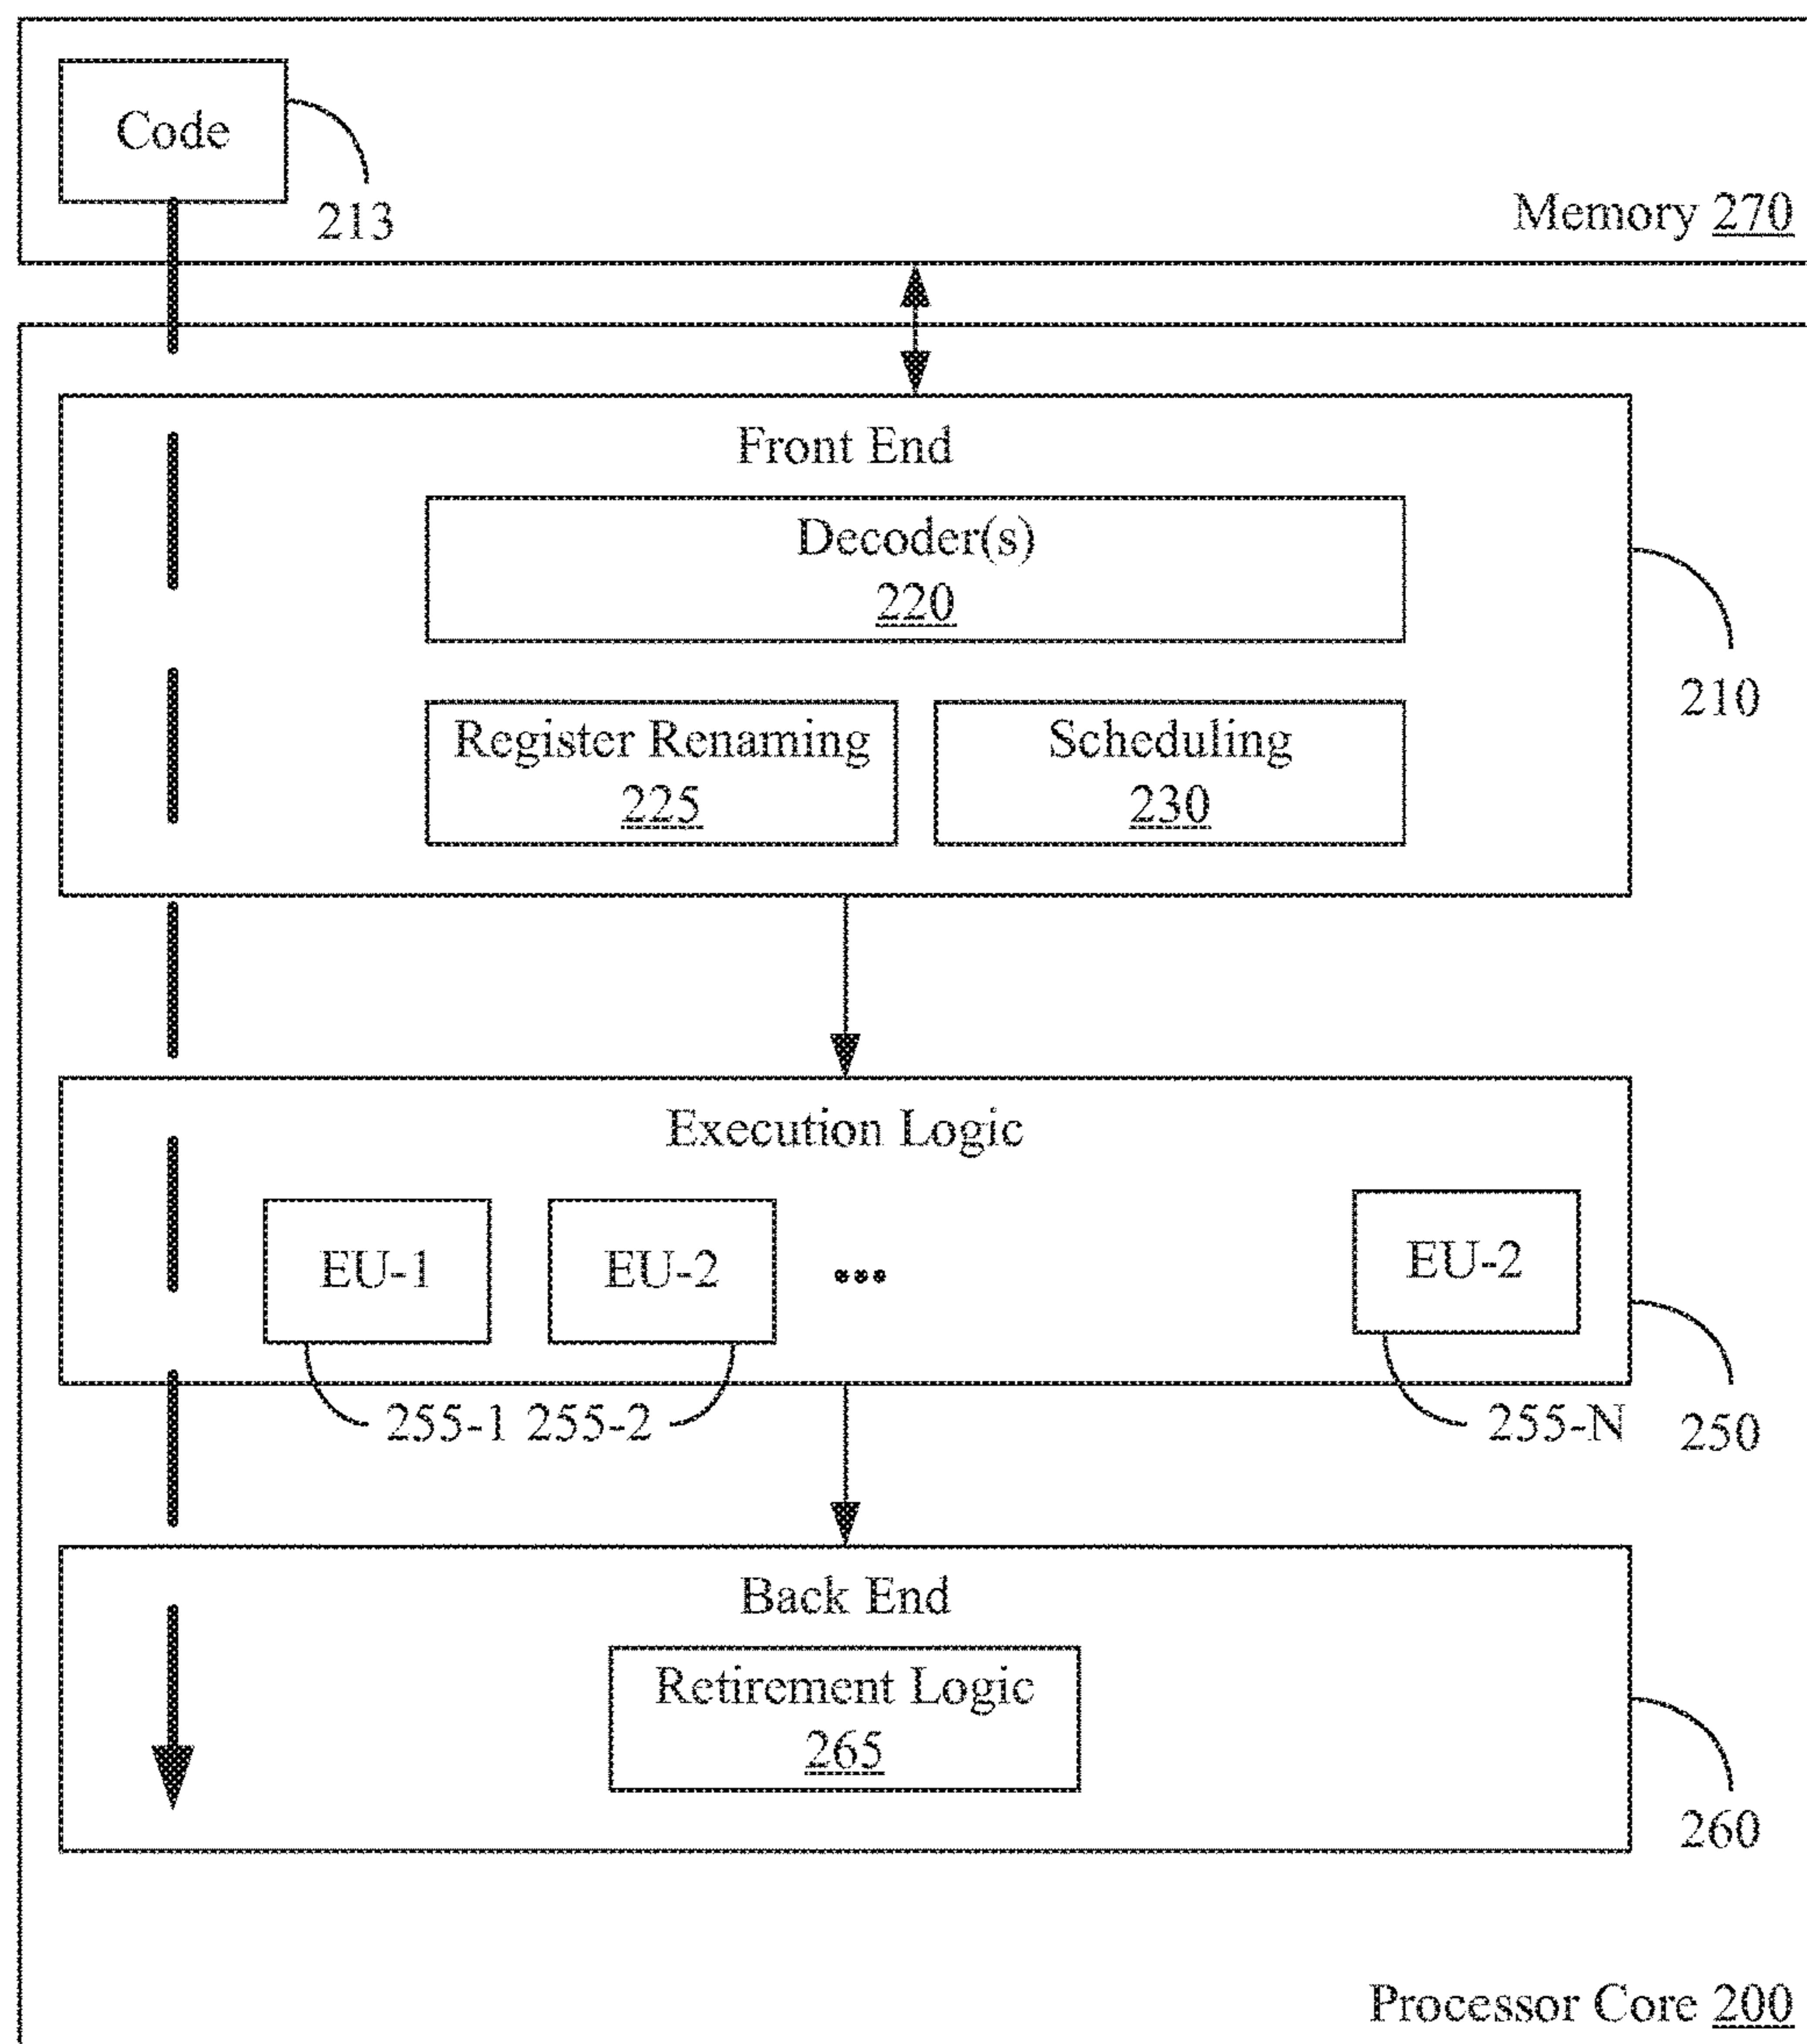 Code
213
Memory 270
Front End
Decoder(s)
220
210
Register Renaming
225
Scheduling
230
Execution Logic
EU-1
EU-2
•••
EU-2
255-1
255-2
255-N
250
Back End
Retirement Logic
265
260
Processor Core 200